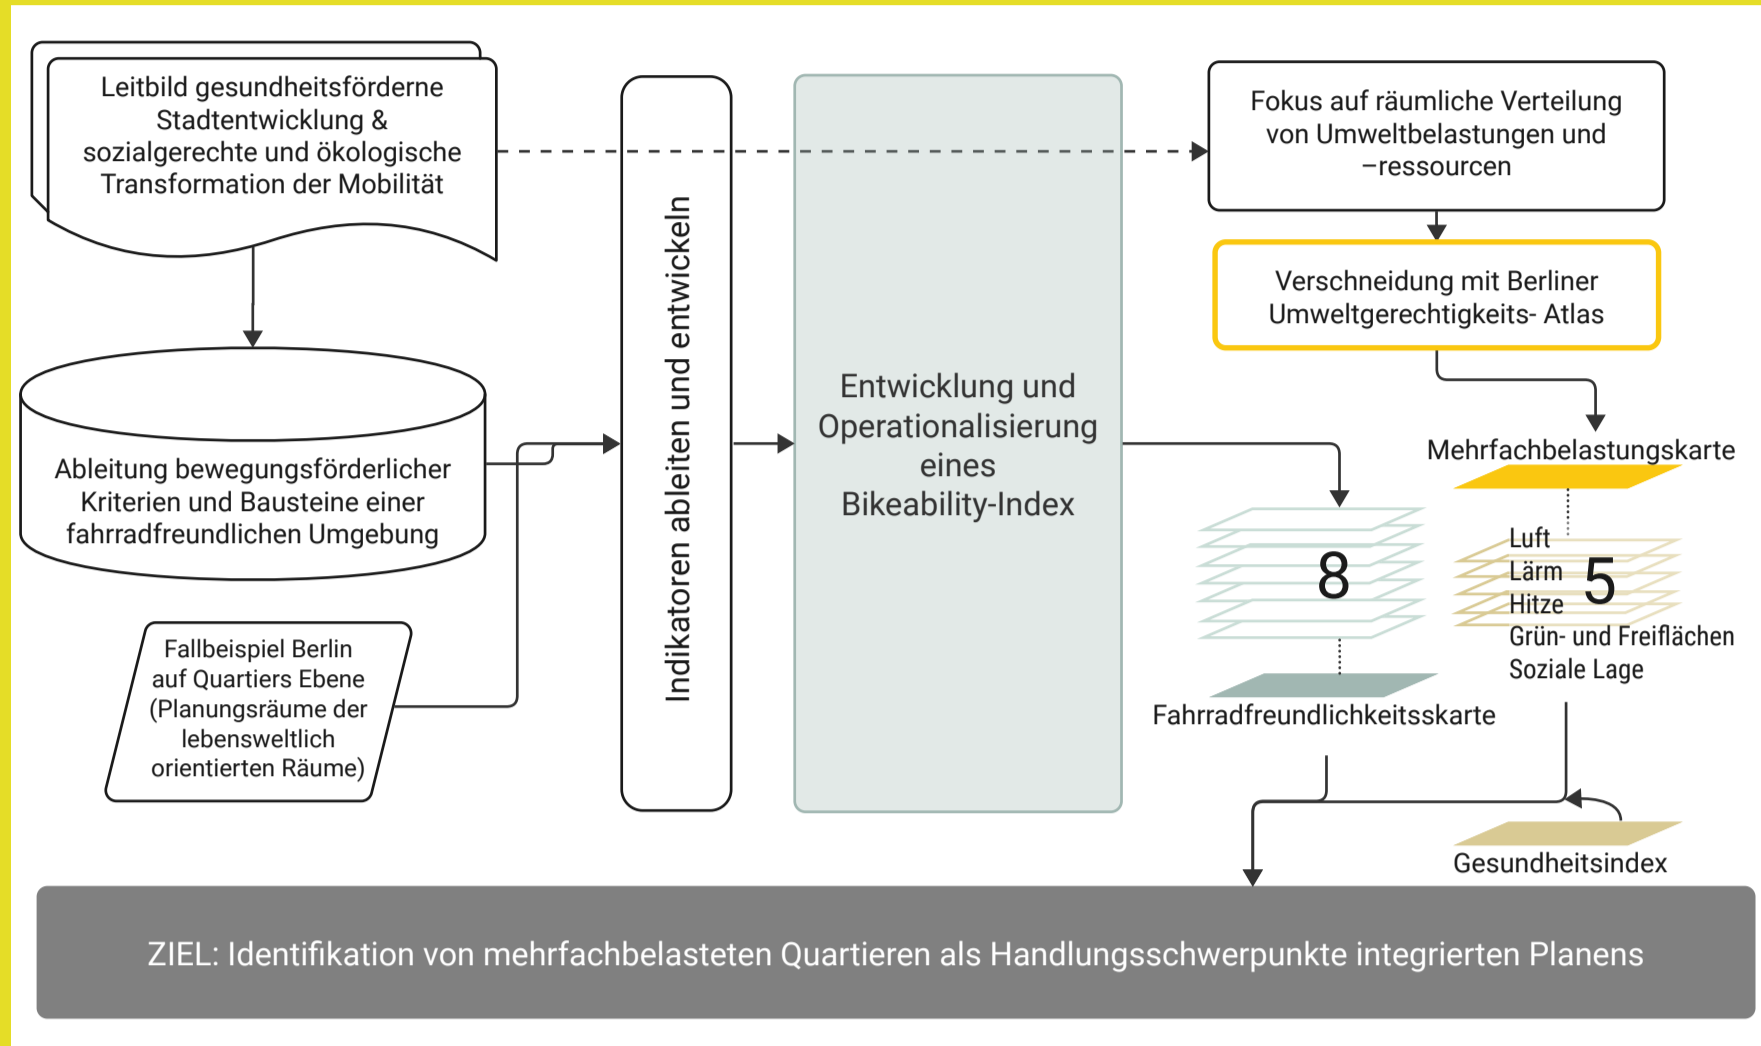 Leitbild gesundheitsförderne
Stadtentwicklung &
sozialgerechte und ökologische
Transformation der Mobilität
Ableitung bewegungsförderlicher
Kriterien und Bausteine einer
fahrradfreundlichen Umgebung
Fallbeispiel Berlin
auf Quartiers Ebene
(Planungsräume der
lebensweltlich
orientierten Räume)
Indikatoren ableiten und entwickeln
Entwicklung und
Operationalisierung
eines
Bikeability-Index
Fokus auf räumliche Verteilung
von Umweltbelastungen und
–ressourcen
Verschneidung mit Berliner
Umweltgerechtigkeits- Atlas
Mehrfachbelastungskarte
8
Fahrradfreundlichkeitsskarte
Luft
Lärm
Hitze
5
Grün- und Freiflächen
Soziale Lage
Gesundheitsindex
ZIEL: Identifikation von mehrfachbelasteten Quartieren als Handlungsschwerpunkte integrierten Planens